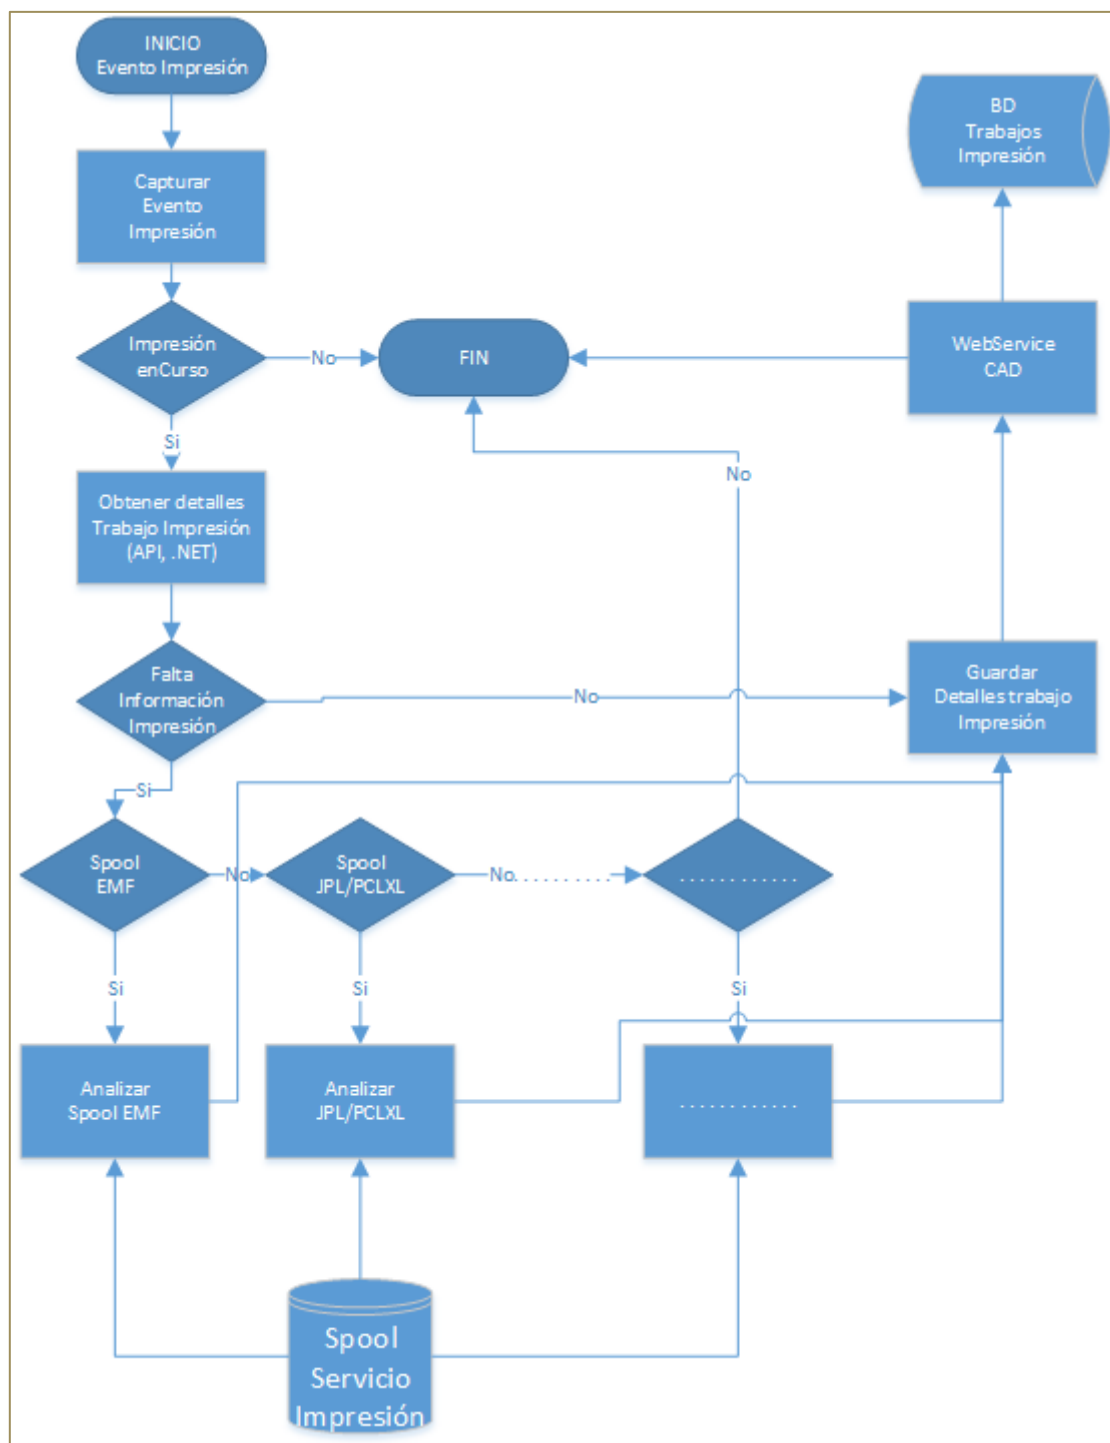 INICIO
Evento Impresión
BD
Trabajos
Impresión
Capturar
Evento
Impresión
Impresión
enCurso
No
FIN
WebService
CAD
Si
No
Obtener detalles
Trabajo Impresión
(API, .NET)
Falta
Información
Impresión
No
Guardar
Detalles trabajo
Impresión
Si
Spool
EMF
No
Spool
JPL/PCLXL
No. . . . . . . . . .
. . . . . . . . . . . .
Si
Si
Si
Analizar
Spool EMF
Analizar
JPL/PCLXL
. . . . . . . . . . . .
Spool
Servicio
Impresión